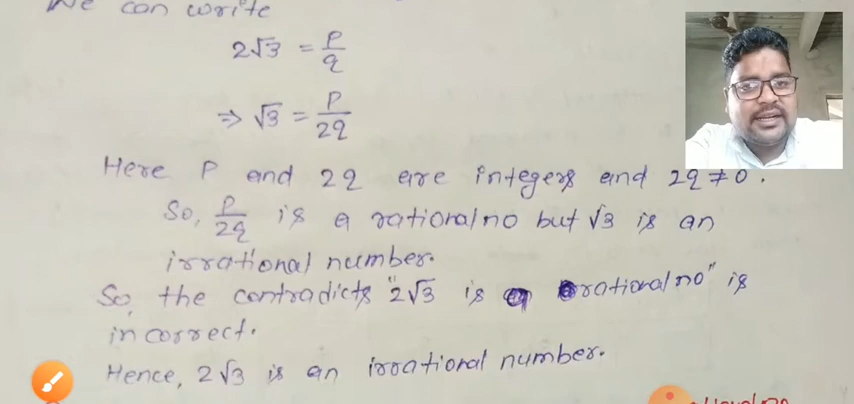 We can write
2√3 = P/q
⇒ √3 = P/2q
Here P and 2q are integers and 2q ≠ 0.
So, P/2q is a rational no but √3 is an
irrational number.
So, the contradicts "2√3 is a rational no" is
incorrect.
Hence, 2√3 is an irrational number.